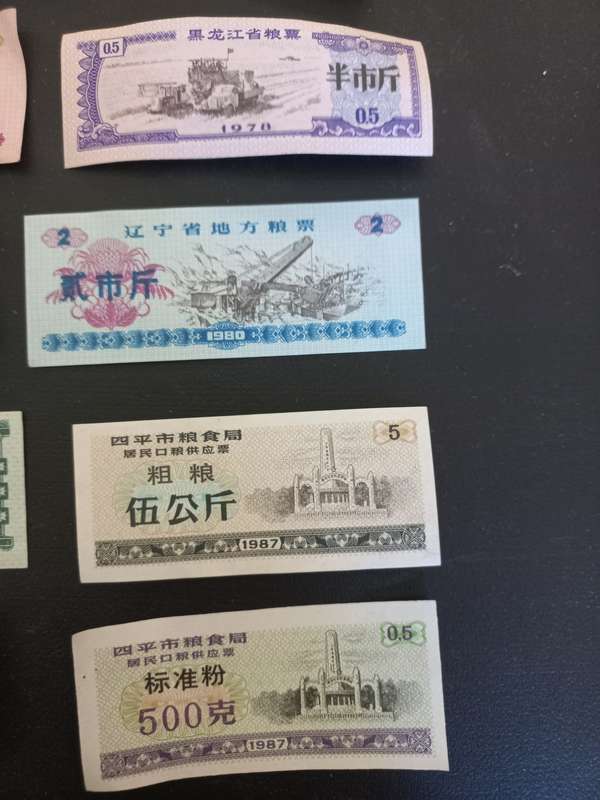 黑龙江省粮票
0.5
半市斤
0.5
1978
辽宁省地方粮票
2
2
贰市斤
1980
四平市粮食局
居民口粮供应票
5
粗粮
伍公斤
1987
四平市粮食局
居民口粮供应票
0.5
标准粉
500克
1987